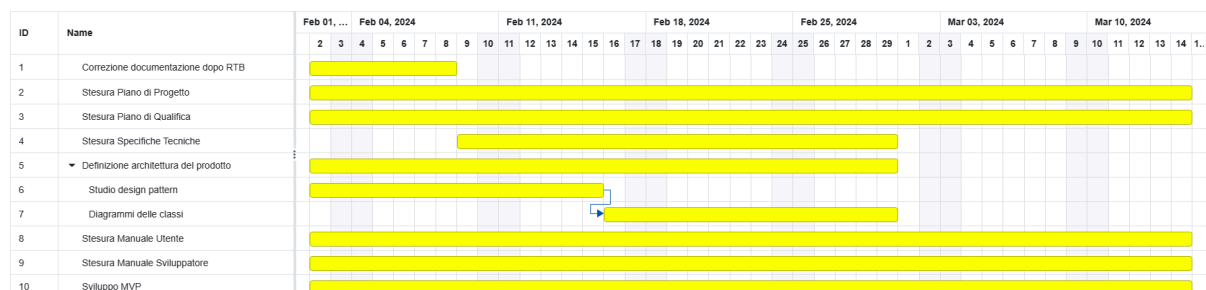 ID Name Feb 01, ... Feb 04, 2024 Feb 11, 2024 Feb 18, 2024 Feb 25, 2024 Mar 03, 2024 Mar 10, 2024
2 3 4 5 6 7 8 9 10 11 12 13 14 15 16 17 18 19 20 21 22 23 24 25 26 27 28 29 1 2 3 4 5 6 7 8 9 10 11 12 13 14 1..
1 Correzione documentazione dopo RTB
2 Stesura Piano di Progetto
3 Stesura Piano di Qualifica
4 Stesura Specifiche Tecniche
5 Definizione architettura del prodotto
6 Studio design pattern
7 Diagrammi delle classi
8 Stesura Manuale Utente
9 Stesura Manuale Sviluppatore
10 Sviluppo MVP